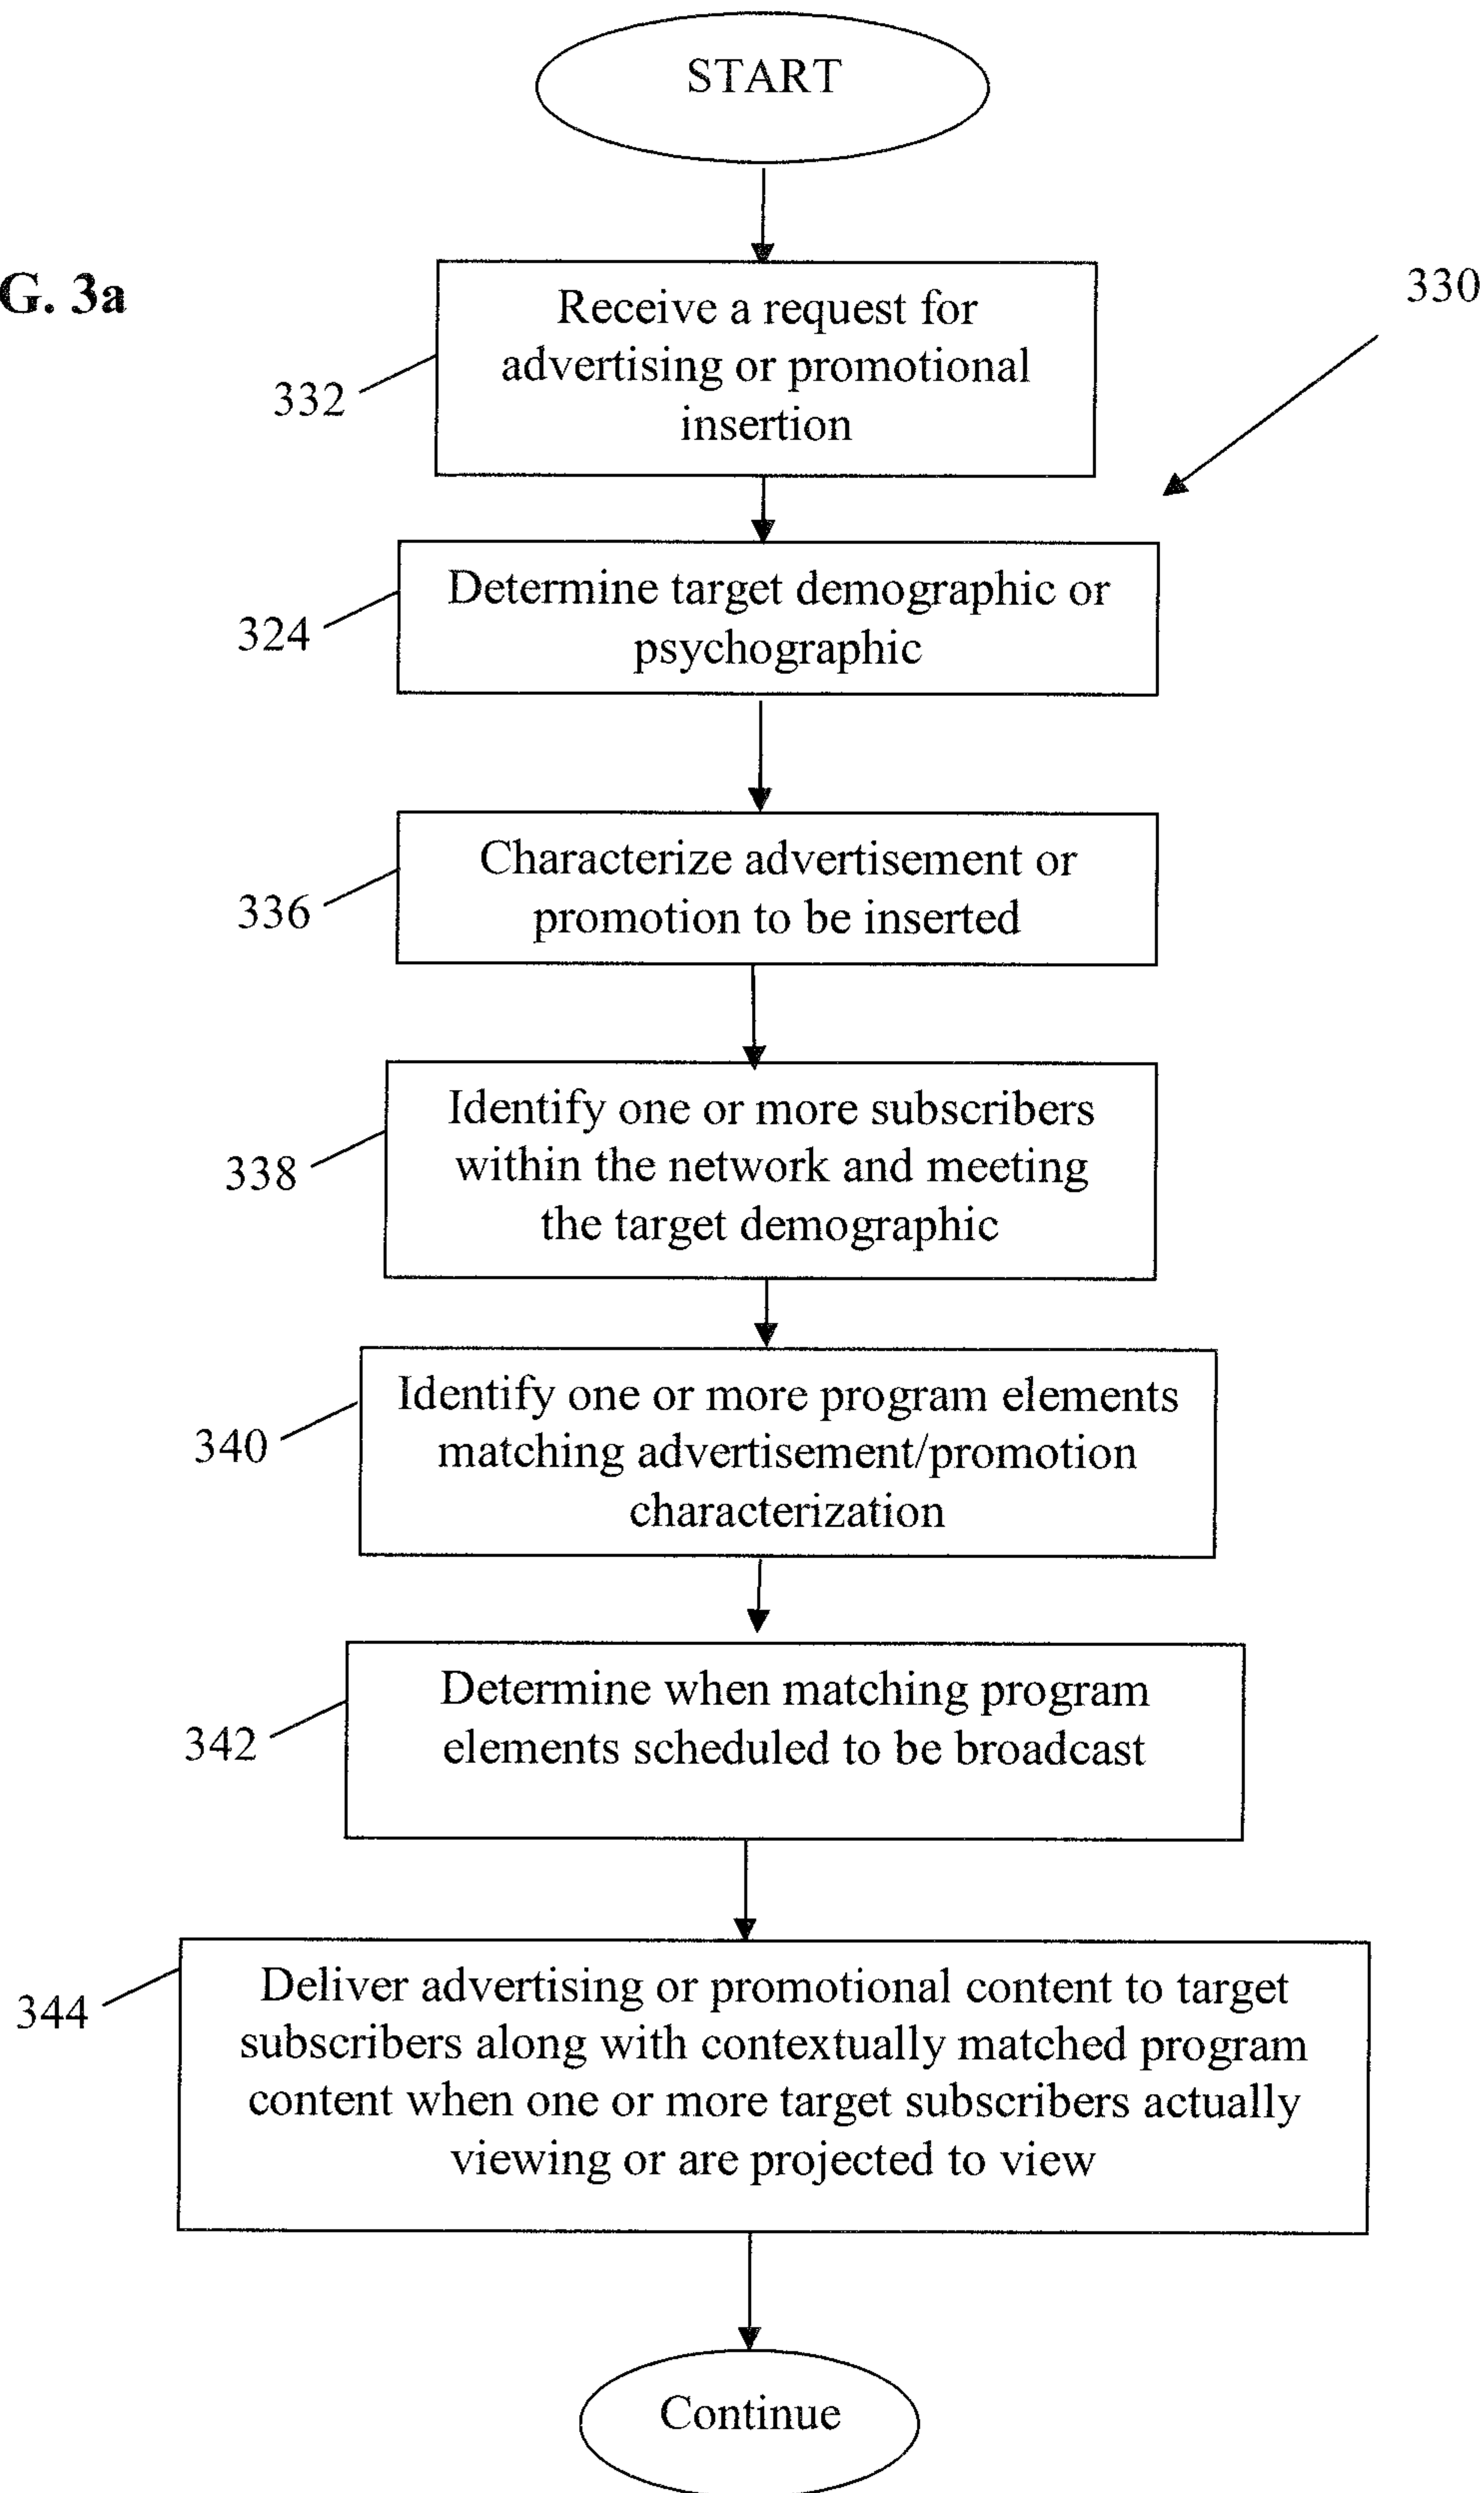 START
G. 3a
330
Receive a request for
advertising or promotional
insertion
332
Determine target demographic or
psychographic
324
Characterize advertisement or
promotion to be inserted
336
Identify one or more subscribers
within the network and meeting
the target demographic
338
Identify one or more program elements
matching advertisement/promotion
characterization
340
Determine when matching program
elements scheduled to be broadcast
342
Deliver advertising or promotional content to target
subscribers along with contextually matched program
content when one or more target subscribers actually
viewing or are projected to view
344
Continue